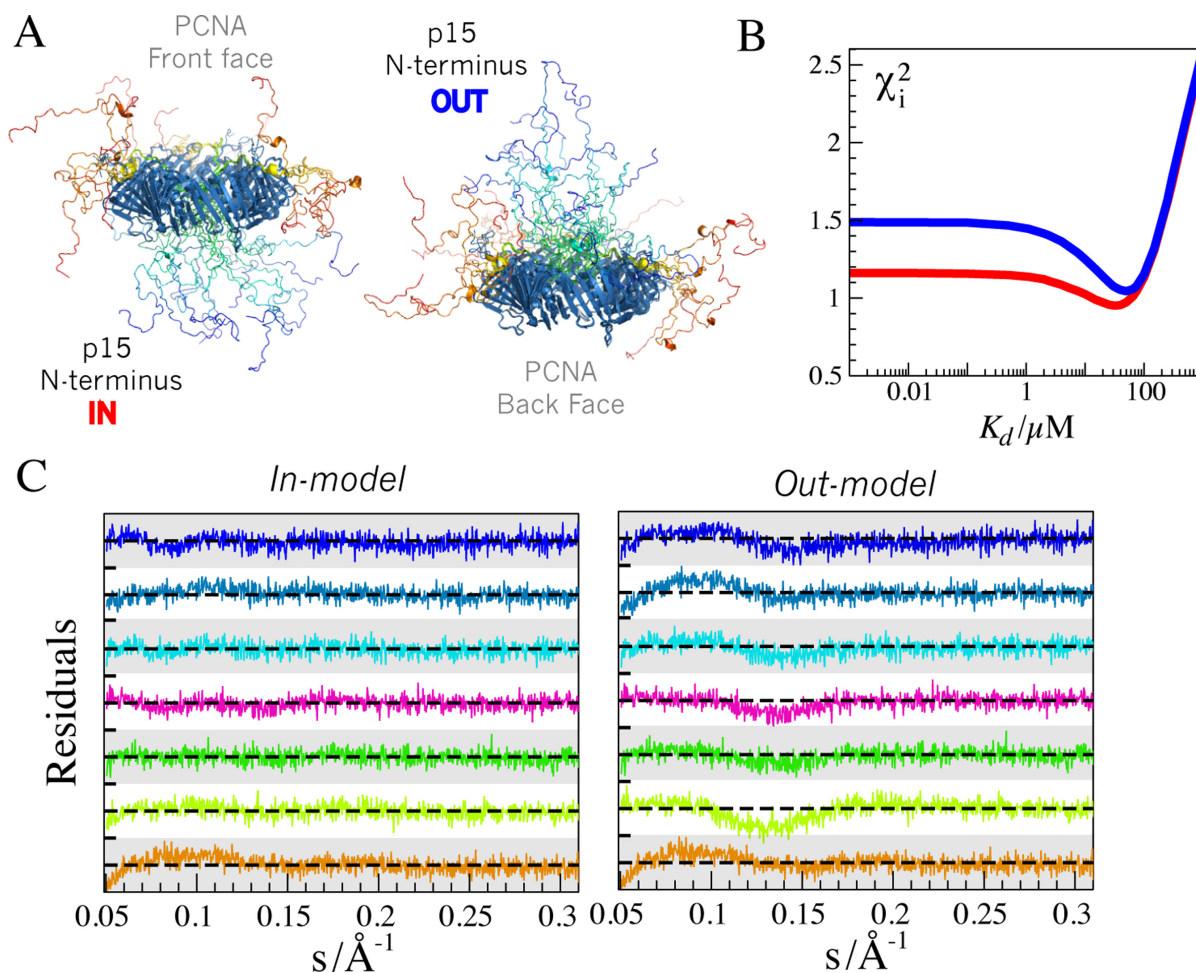 A
PCNA
Front face
p15
N-terminus
OUT
p15
N-terminus
IN
PCNA
Back Face
B
χᵢ²
2.5
2
1.5
1
0.5
0.01
1
100
K_d/μM
C
In-model
Out-model
Residuals
0.05
0.1
0.15
0.2
0.25
0.3
0.05
0.1
0.15
0.2
0.25
0.3
s/Å⁻¹
s/Å⁻¹